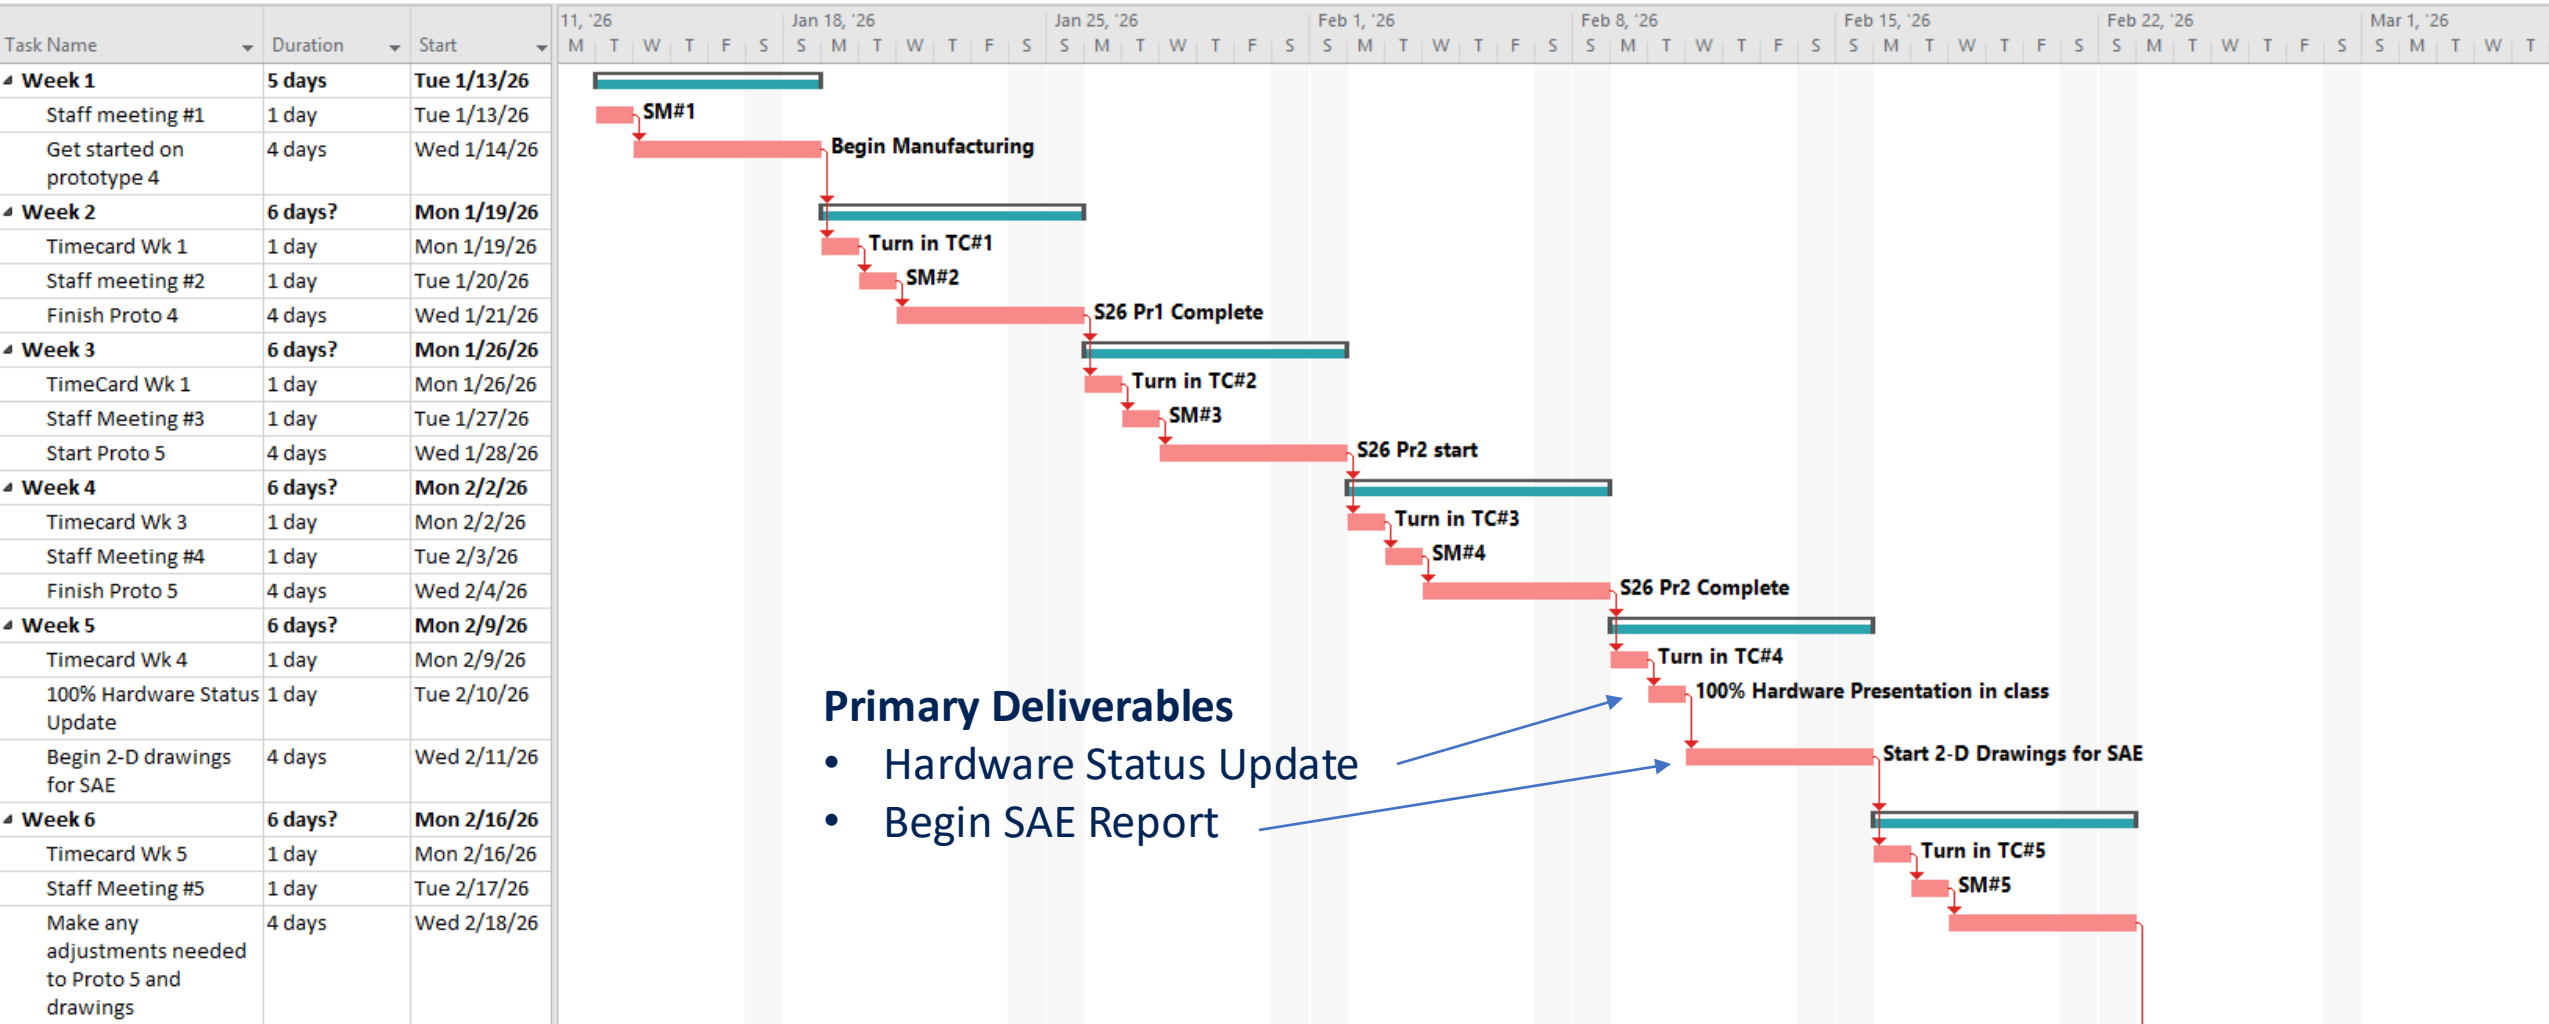 11, '26 Jan 18, '26 Jan 25, '26 Feb 1, '26 Feb 8, '26 Feb 15, '26 Feb 22, '26 Mar 1, '26
Task Name Duration Start M T W T F S S M T W T F S S M T W T F S S M T W T F S S M T W T F S S M T W T F S S M T W T F S S M T W T
Week 1 5 days Tue 1/13/26
Staff meeting #1 1 day Tue 1/13/26 SM#1
Get started on 4 days Wed 1/14/26 Begin Manufacturing
prototype 4
Week 2 6 days? Mon 1/19/26
Timecard Wk 1 1 day Mon 1/19/26 Turn in TC#1
Staff meeting #2 1 day Tue 1/20/26 SM#2
Finish Proto 4 4 days Wed 1/21/26 S26 Pr1 Complete
Week 3 6 days? Mon 1/26/26
TimeCard Wk 1 1 day Mon 1/26/26 Turn in TC#2
Staff Meeting #3 1 day Tue 1/27/26 SM#3
Start Proto 5 4 days Wed 1/28/26 S26 Pr2 start
Week 4 6 days? Mon 2/2/26
Timecard Wk 3 1 day Mon 2/2/26 Turn in TC#3
Staff Meeting #4 1 day Tue 2/3/26 SM#4
Finish Proto 5 4 days Wed 2/4/26 S26 Pr2 Complete
Week 5 6 days? Mon 2/9/26
Timecard Wk 4 1 day Mon 2/9/26 Turn in TC#4
100% Hardware Status 1 day Tue 2/10/26 100% Hardware Presentation in class
Update
Begin 2-D drawings 4 days Wed 2/11/26 Start 2-D Drawings for SAE
for SAE
Week 6 6 days? Mon 2/16/26
Timecard Wk 5 1 day Mon 2/16/26 Turn in TC#5
Staff Meeting #5 1 day Tue 2/17/26 SM#5
Make any 4 days Wed 2/18/26
adjustments needed
to Proto 5 and
drawings
Primary Deliverables
• Hardware Status Update
• Begin SAE Report